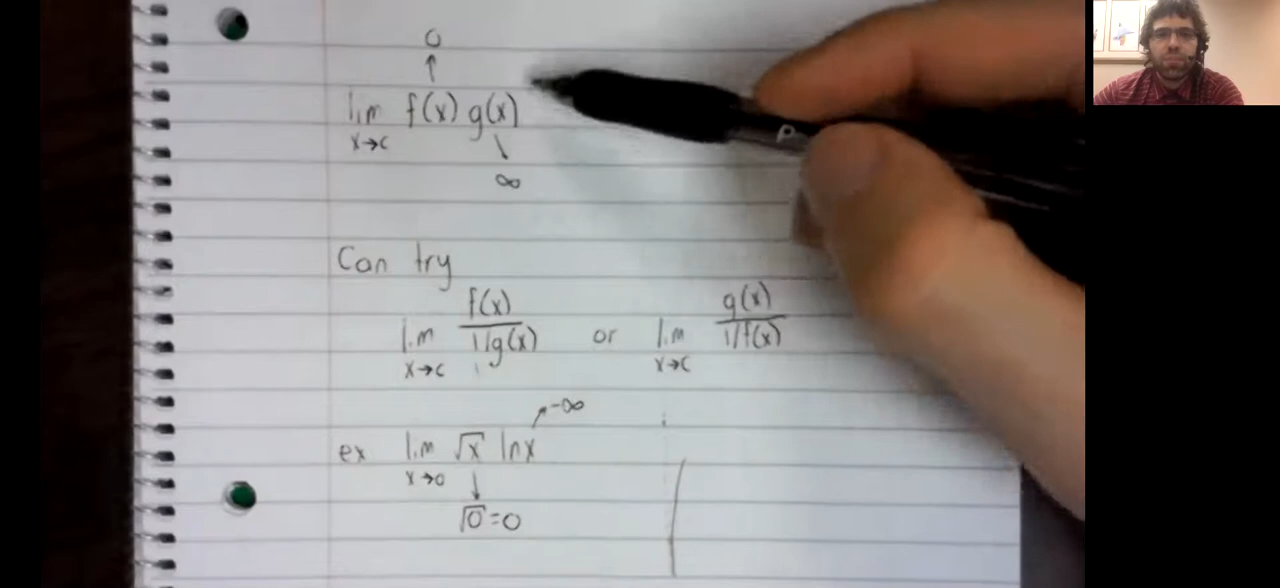 0
↑
lim f(x) g(x)
x→c
↘
∞
Can try
lim f(x)/(1/g(x)) or lim g(x)/(1/f(x))
x→c x→c
↗-∞
ex lim √x ln x
x→0 ↓
√0 = 0